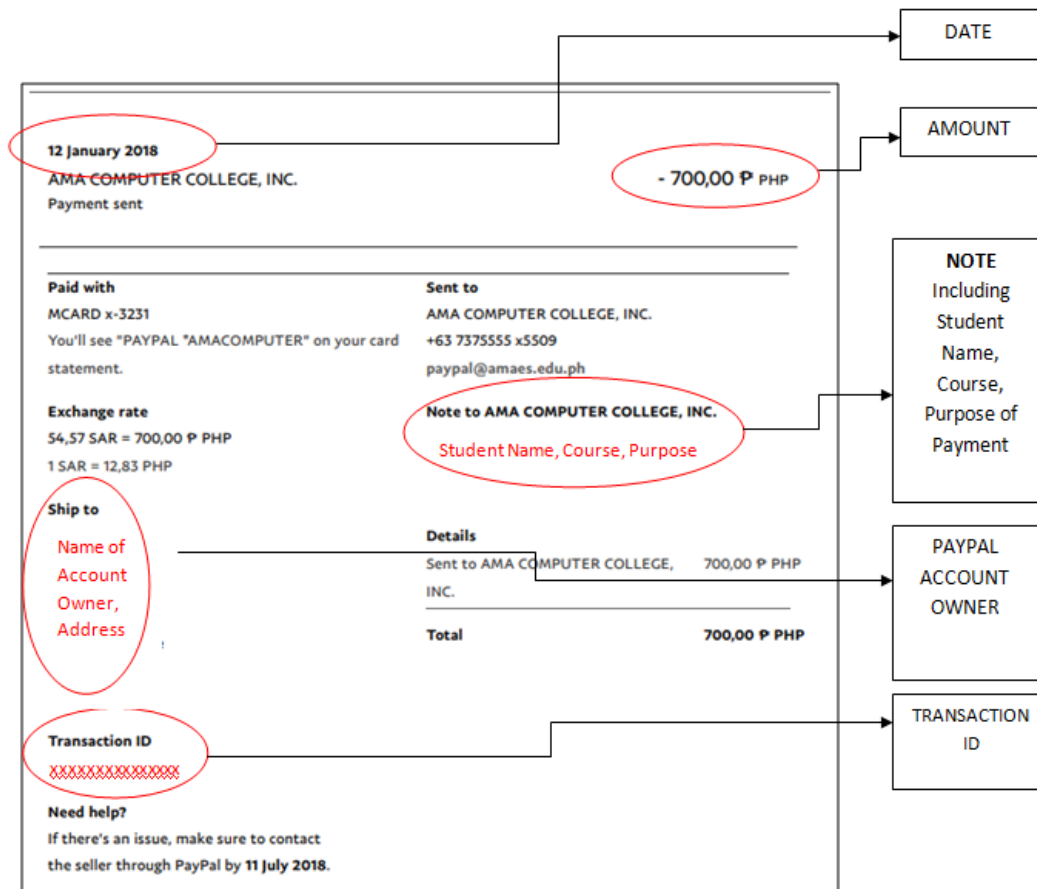 DATE
12 January 2018
AMA COMPUTER COLLEGE, INC.
Payment sent
- 700,00 ₱ PHP
AMOUNT
Paid with
MCARD x-3231
You'll see "PAYPAL *AMACOMPUTER" on your card
statement.
Exchange rate
54,57 SAR = 700,00 ₱ PHP
1 SAR = 12,83 PHP
Sent to
AMA COMPUTER COLLEGE, INC.
+63 7375555 x5509
paypal@amaes.edu.ph
Note to AMA COMPUTER COLLEGE, INC.
Student Name, Course, Purpose
NOTE
Including
Student
Name,
Course,
Purpose of
Payment
Ship to
Name of
Account
Owner,
Address
Details
Sent to AMA COMPUTER COLLEGE, 700,00 ₱ PHP
INC.
Total 700,00 ₱ PHP
PAYPAL
ACCOUNT
OWNER
Transaction ID
XXXXXXXXXXXXXXX
TRANSACTION
ID
Need help?
If there's an issue, make sure to contact
the seller through PayPal by 11 July 2018.